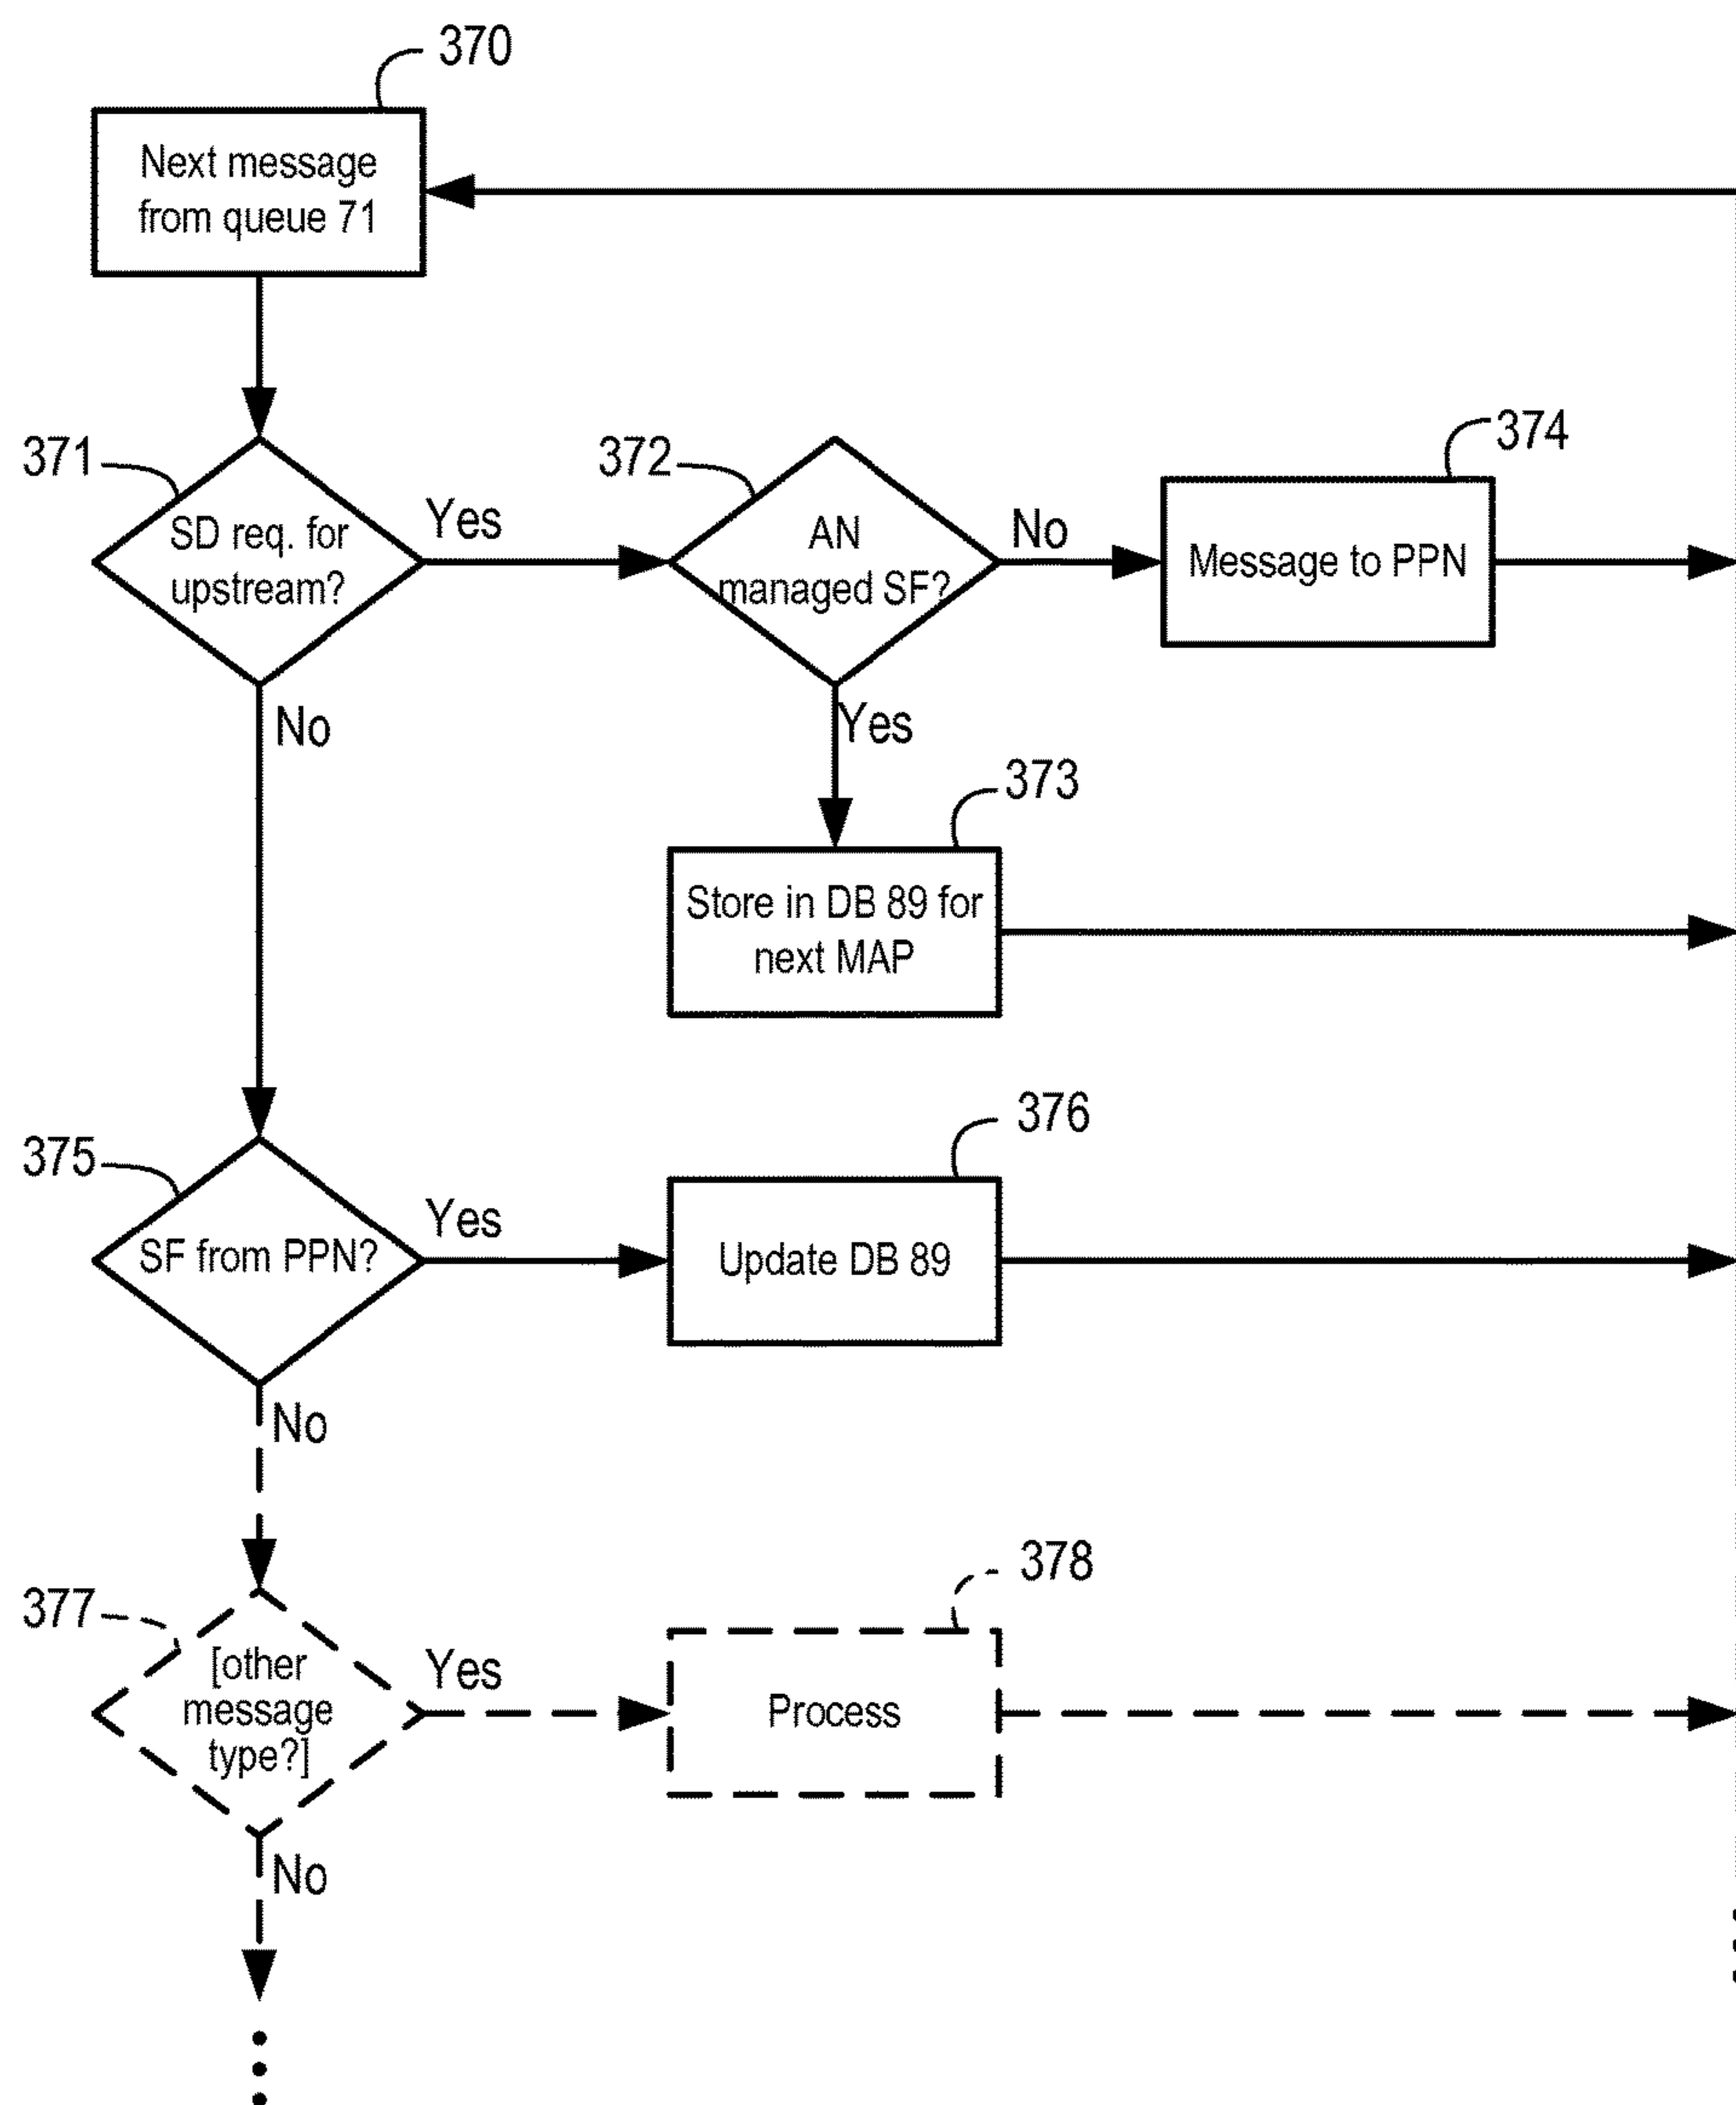 370
Next message
from queue 71
371
SD req. for
upstream?
Yes
No
372
AN
managed SF?
No
Yes
374
Message to PPN
373
Store in DB 89 for
next MAP
375
SF from PPN?
Yes
No
376
Update DB 89
377
[other
message
type?]
Yes
No
378
Process